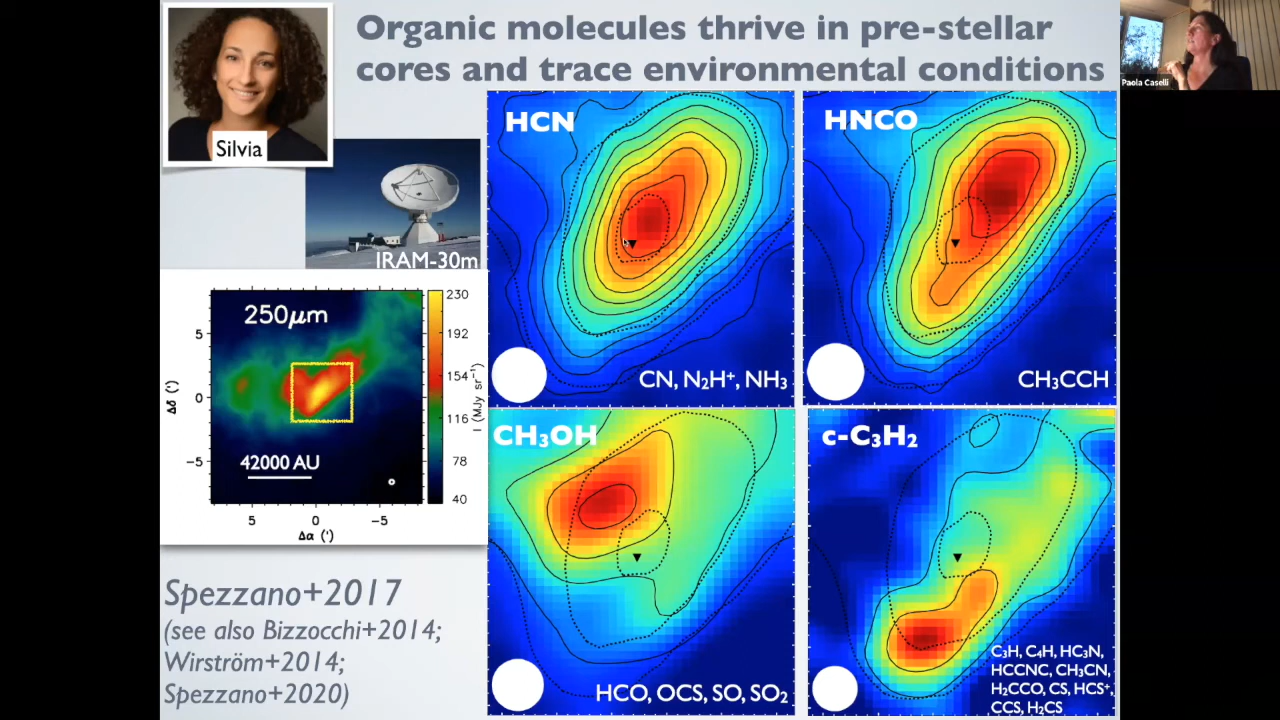 Organic molecules thrive in pre-stellar
cores and trace environmental conditions
Paola Caselli
Silvia
IRAM-30m
250μm
42000 AU
5
0
−5
Δδ (')
5
0
−5
Δα (')
230
192
154
116
78
40
I (MJy sr⁻¹)
Spezzano+2017
(see also Bizzocchi+2014;
Wirström+2014;
Spezzano+2020)
HCN
CN, N₂H⁺, NH₃
HNCO
CH₃CCH
CH₃OH
HCO, OCS, SO, SO₂
c-C₃H₂
C₃H, C₄H, HC₃N,
HCCNC, CH₃CN,
H₂CCO, CS, HCS⁺,
CCS, H₂CS